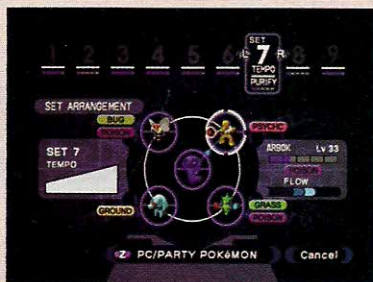 1 2 3 4 5 6 SET 7 8 9
L R
TEMPO
PURIFY
SET ARRANGEMENT
BUG
POISON
PSYCHIC
SET 7
TEMPO
ARBOK Lv 33
POISON
FLOW
GROUND
GRASS
POISON
Z PC/PARTY POKéMON Cancel